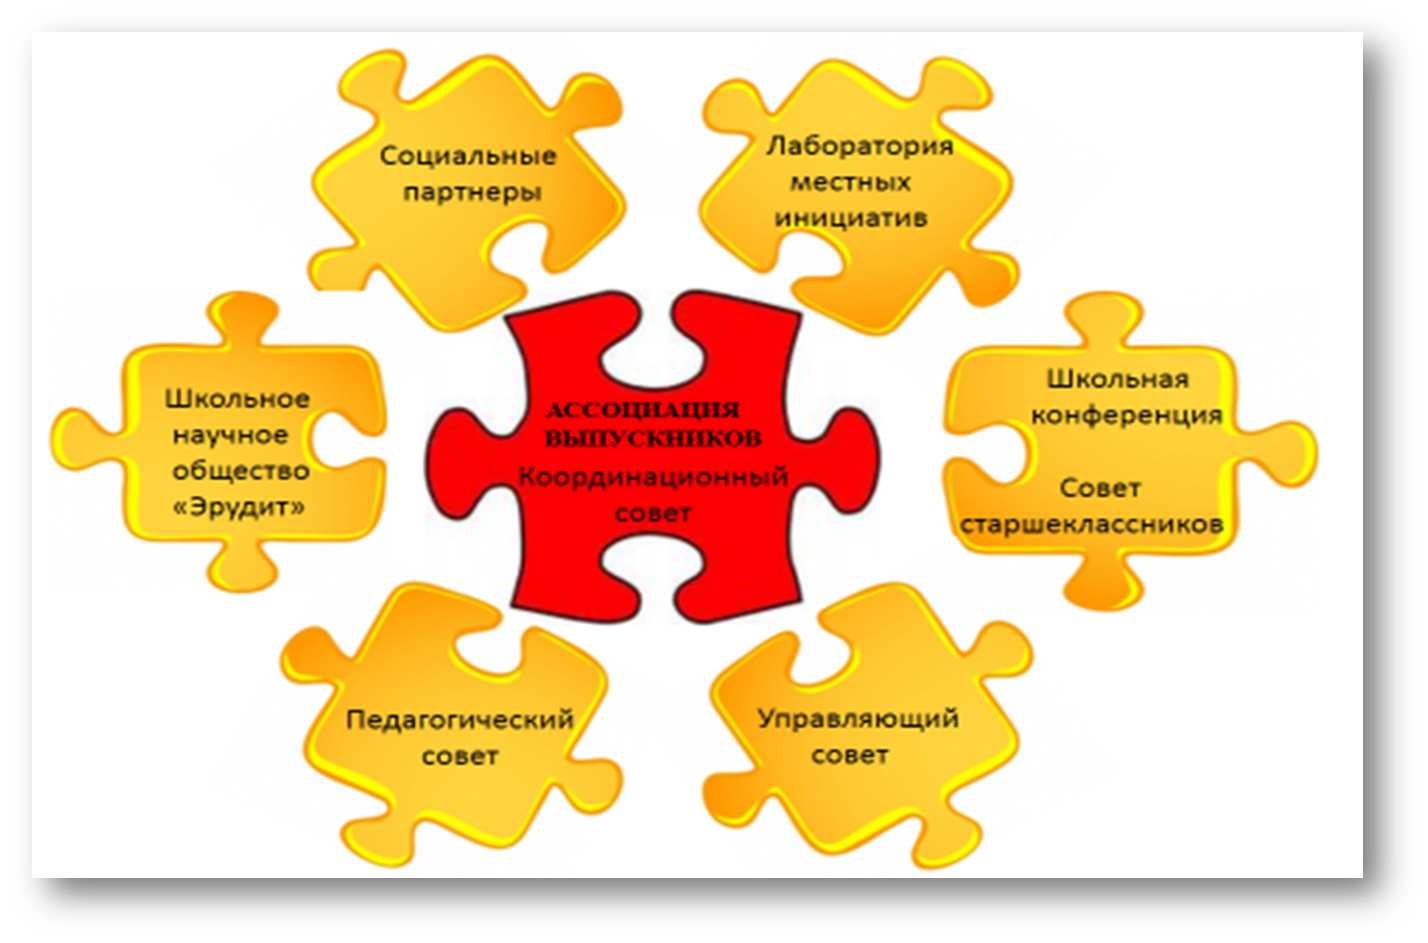 Социальные
партнеры
Лаборатория
местных
инициатив
Школьное
научное
общество
«Эрудит»
АССОЦИАЦИЯ
ВЫПУСКНИКОВ
Координационный
совет
Школьная
конференция
Совет
старшеклассников
Педагогический
совет
Управляющий
совет